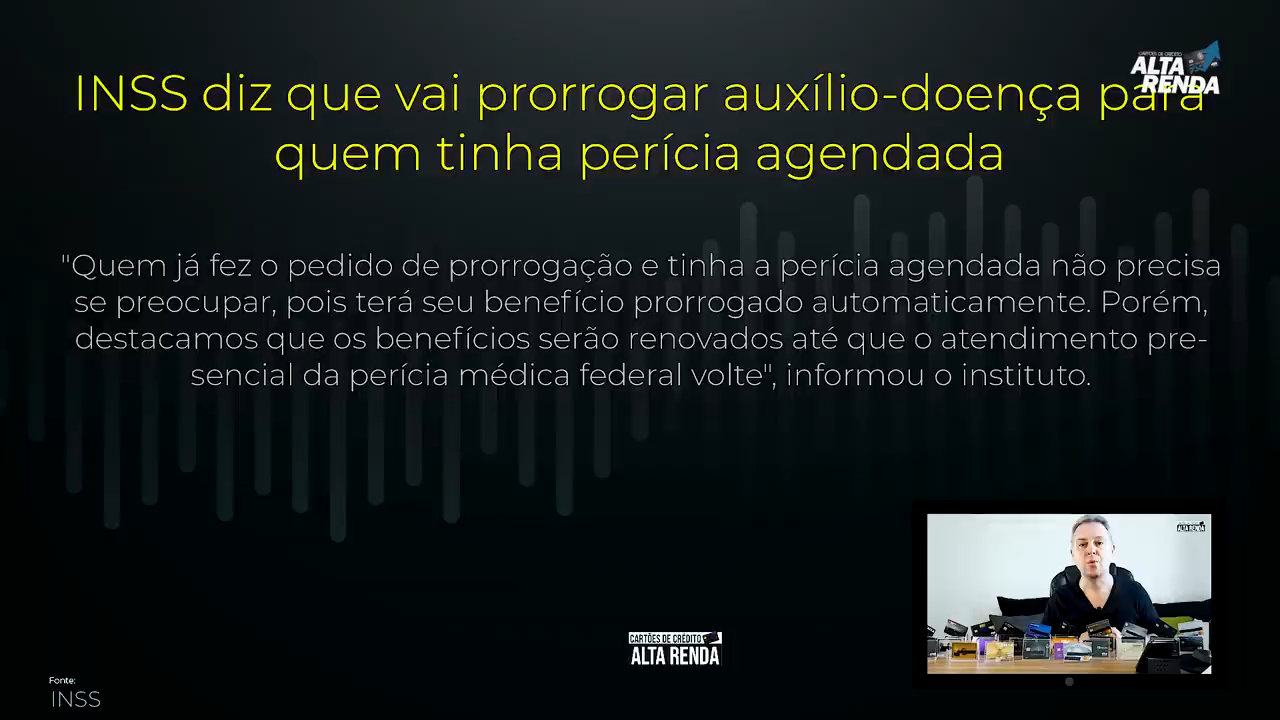 CARTÕES DE CRÉDITO
ALTA
RENDA
INSS diz que vai prorrogar auxílio-doença para
quem tinha perícia agendada
"Quem já fez o pedido de prorrogação e tinha a perícia agendada não precisa
se preocupar, pois terá seu benefício prorrogado automaticamente. Porém,
destacamos que os benefícios serão renovados até que o atendimento pre-
sencial da perícia médica federal volte", informou o instituto.
ALTA RENDA
CARTÕES DE CRÉDITO
ALTA RENDA
Fonte:
INSS